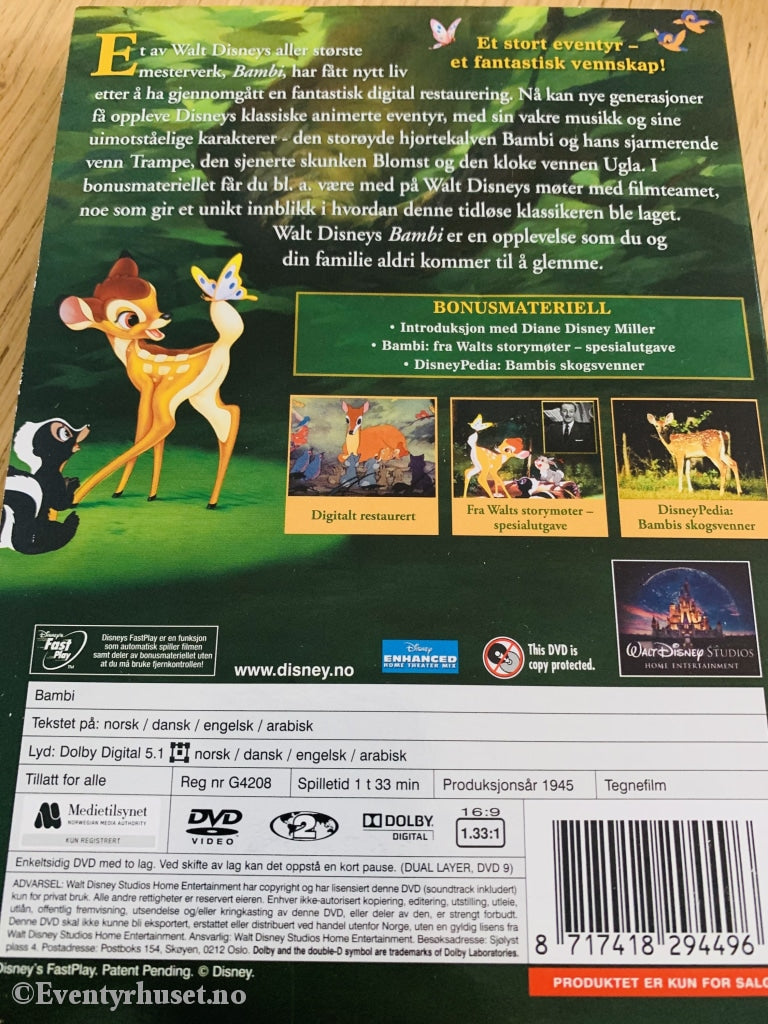 Et av Walt Disneys aller største
mesterverk, Bambi, har fått nytt liv
etter å ha gjennomgått en fantastisk digital restaurering. Nå kan nye generasjoner
få oppleve Disneys klassiske animerte eventyr, med sin vakre musikk og sine
uimotståelige karakterer - den storøyde hjortekalven Bambi og hans sjarmerende
venn Trampe, den sjenerte skunken Blomst og den kloke vennen Ugla. I
bonusmateriellet får du bl. a. være med på Walt Disneys møter med filmteamet,
noe som gir et unikt innblikk i hvordan denne tidløse klassikeren ble laget.
Walt Disneys Bambi er en opplevelse som du og
din familie aldri kommer til å glemme.
Et stort eventyr –
et fantastisk vennskap!
BONUSMATERIELL
• Introduksjon med Diane Disney Miller
• Bambi: fra Walts storymøter – spesialutgave
• DisneyPedia: Bambis skogsvenner
Digitalt restaurert
Fra Walts storymøter –
spesialutgave
DisneyPedia:
Bambis skogsvenner
WALT DISNEY STUDIOS
HOME ENTERTAINMENT
Disney's
Fast
Play
TM
Disneys FastPlay er en funksjon
som automatisk spiller filmen
samt deler av bonusmateriellet uten
at du må bruke fjernkontrollen!
www.disney.no
Disney
ENHANCED
HOME THEATER MIX
This DVD is
copy protected.
Bambi
Tekstet på: norsk / dansk / engelsk / arabisk
Lyd: Dolby Digital 5.1 norsk / dansk / engelsk / arabisk
Tillatt for alle
Reg nr G4208
Spilletid 1 t 33 min
Produksjonsår 1945
Tegnefilm
Medietilsynet
NORWEGIAN MEDIA AUTHORITY
KUN REGISTRERT
DVD
VIDEO
2
DOLBY
DIGITAL
16:9
1.33:1
Enkeltsidig DVD med to lag. Ved skifte av lag kan det oppstå en kort pause. (DUAL LAYER, DVD 9)
ADVARSEL: Walt Disney Studios Home Entertainment har copyright og har lisensiert denne DVD (soundtrack inkludert)
kun for privat bruk. Alle andre rettigheter er reservert eieren. Enhver ikke-autorisert kopiering, editering, utstilling, utleie,
utlån, offentlig fremvisning, utsendelse og/eller kringkasting av denne DVD, eller deler av den, er strengt forbudt.
Denne DVD skal ikke kunne bli eksportert, erstattet eller distribuert ved handel utenfor Norge, uten en gyldig lisens fra
Walt Disney Studios Home Entertainment. Ansvarlig: Walt Disney Studios Home Entertainment. Besøksadresse: Sjølyst
plass 4. Postadresse: Postboks 154, Skøyen, 0212 Oslo. Dolby and the double-D symbol are trademarks of Dolby Laboratories.
8 717418 294496
Disney's FastPlay. Patent Pending. © Disney.
PRODUKTET ER KUN FOR SALG
©Eventyrhuset.no